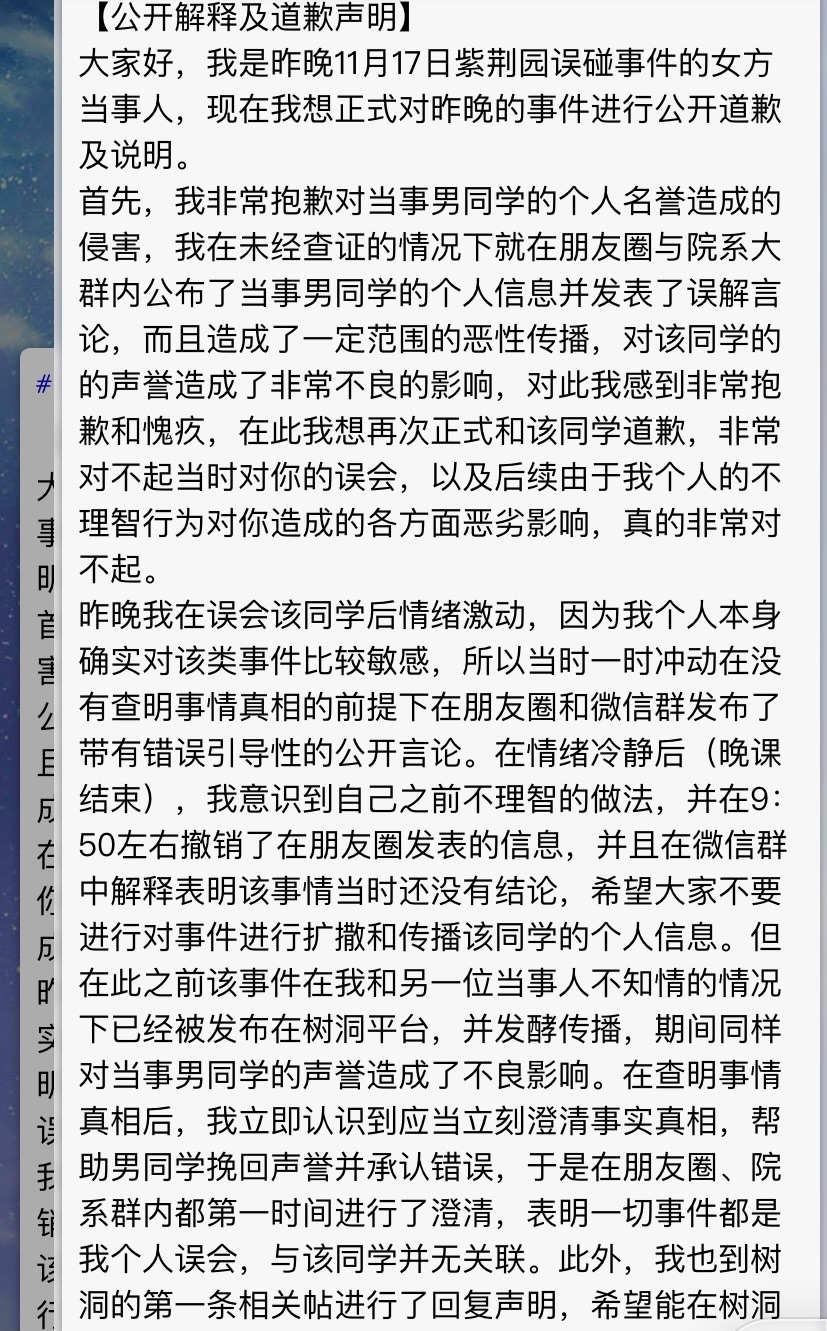 【公开解释及道歉声明】
大家好，我是昨晚11月17日紫荆园误碰事件的女方
当事人，现在我想正式对昨晚的事件进行公开道歉
及说明。
首先，我非常抱歉对当事男同学的个人名誉造成的
侵害，我在未经查证的情况下就在朋友圈与院系大
群内公布了当事男同学的个人信息并发表了误解言
论，而且造成了一定范围的恶性传播，对该同学的
的声誉造成了非常不良的影响，对此我感到非常抱
歉和愧疚，在此我想再次正式和该同学道歉，非常
对不起当时对你的误会，以及后续由于我个人的不
理智行为对你造成的各方面恶劣影响，真的非常对
不起。
昨晚我在误会该同学后情绪激动，因为我个人本身
确实对该类事件比较敏感，所以当时一时冲动在没
有查明事情真相的前提下在朋友圈和微信群发布了
带有错误引导性的公开言论。在情绪冷静后（晚课
结束），我意识到自己之前不理智的做法，并在9：
50左右撤销了在朋友圈发表的信息，并且在微信群
中解释表明该事情当时还没有结论，希望大家不要
进行对事件进行扩撒和传播该同学的个人信息。但
在此之前该事件在我和另一位当事人不知情的情况
下已经被发布在树洞平台，并发酵传播，期间同样
对当事男同学的声誉造成了不良影响。在查明事情
真相后，我立即认识到应当立刻澄清事实真相，帮
助男同学挽回声誉并承认错误，于是在朋友圈、院
系群内都第一时间进行了澄清，表明一切事件都是
我个人误会，与该同学并无关联。此外，我也到树
洞的第一条相关帖进行了回复声明，希望能在树洞
#
大
事
明
首
害
公
且
成
在
你
成
昨
实
明
误
我
销
该
行